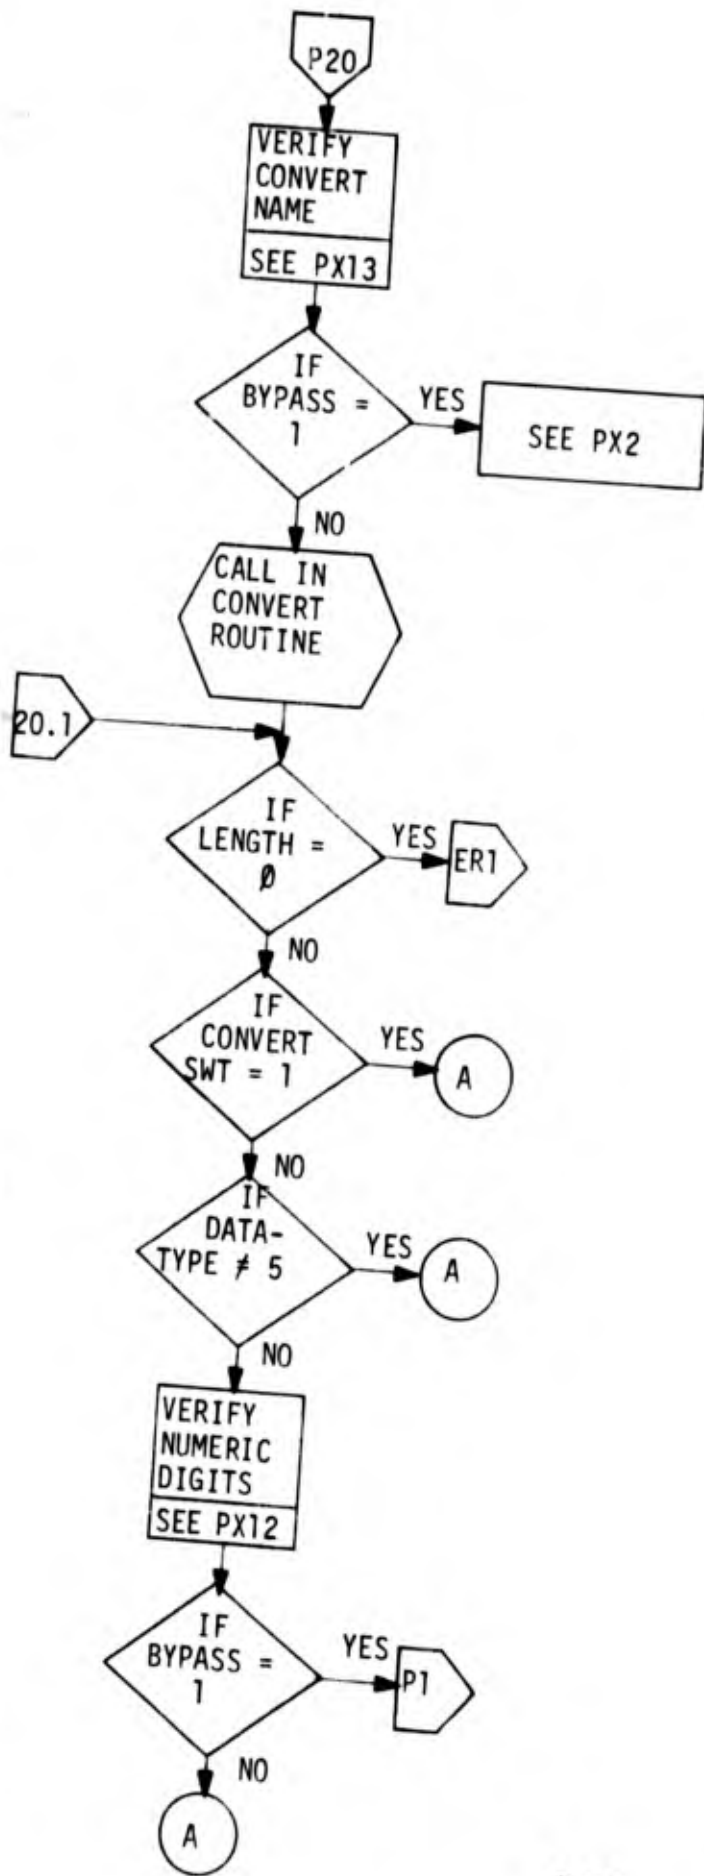 P20
VERIFY
CONVERT
NAME
SEE PX13
IF
BYPASS =
1
YES
SEE PX2
NO
CALL IN
CONVERT
ROUTINE
20.1
IF
LENGTH =
Ø
YES
ER1
NO
IF
CONVERT
SWT = 1
YES
A
NO
IF
DATA-
TYPE ≠ 5
YES
A
NO
VERIFY
NUMERIC
DIGITS
SEE PX12
IF
BYPASS =
1
YES
P1
NO
A